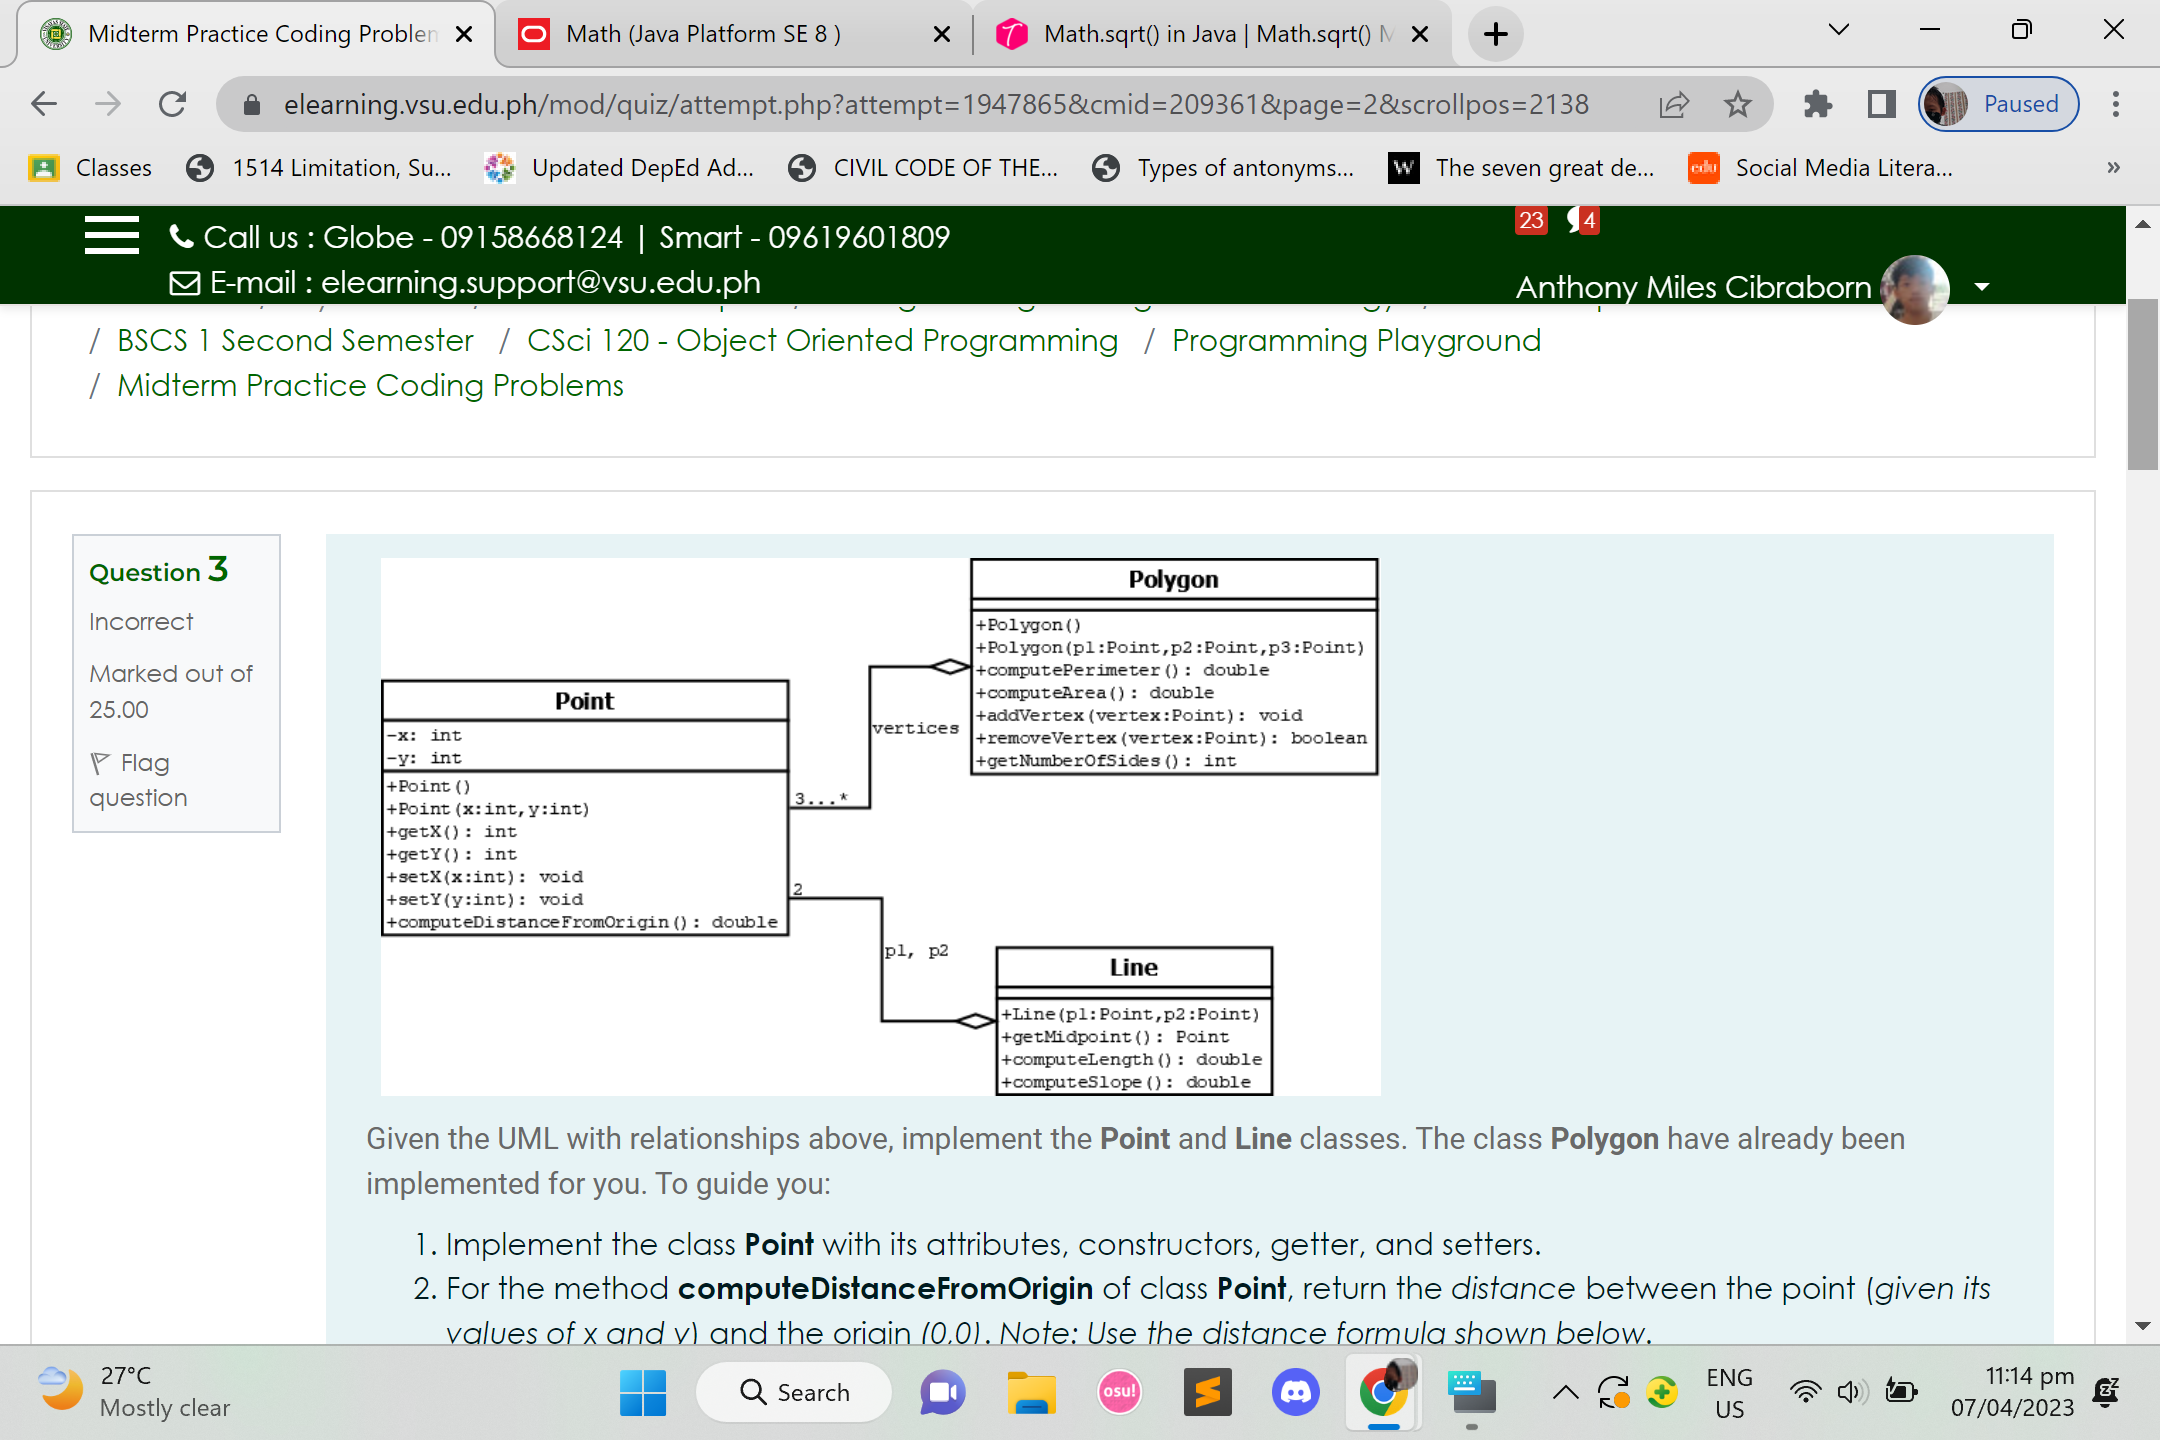 Midterm Practice Coding Problem
Math (Java Platform SE 8 )
Math.sqrt() in Java | Math.sqrt() M
elearning.vsu.edu.ph/mod/quiz/attempt.php?attempt=1947865&cmid=209361&page=2&scrollpos=2138
Paused
Classes
1514 Limitation, Su...
Updated DepEd Ad...
CIVIL CODE OF THE...
Types of antonyms...
W
The seven great de...
edu
Social Media Litera...
»
Call us : Globe - 09158668124 | Smart - 09619601809
23
4
E-mail : elearning.support@vsu.edu.ph
Anthony Miles Cibraborn
/ BSCS 1 Second Semester / CSci 120 - Object Oriented Programming / Programming Playground
/ Midterm Practice Coding Problems
Question 3
Incorrect
Marked out of
25.00
Flag
question
Polygon
+Polygon()
+Polygon(p1:Point,p2:Point,p3:Point)
+computePerimeter(): double
+computeArea(): double
+addVertex(vertex:Point): void
+removeVertex(vertex:Point): boolean
+getNumberOfSides(): int
Point
-x: int
-y: int
+Point()
+Point(x:int,y:int)
+getX(): int
+getY(): int
+setX(x:int): void
+setY(y:int): void
+computeDistanceFromOrigin(): double
vertices
3...*
2
p1, p2
Line
+Line(p1:Point,p2:Point)
+getMidpoint(): Point
+computeLength(): double
+computeSlope(): double
Given the UML with relationships above, implement the Point and Line classes. The class Polygon have already been
implemented for you. To guide you:
1. Implement the class Point with its attributes, constructors, getter, and setters.
2. For the method computeDistanceFromOrigin of class Point, return the distance between the point (given its
values of x and y) and the origin (0,0). Note: Use the distance formula shown below.
27°C
Mostly clear
Search
osu!
ENG
US
11:14 pm
07/04/2023